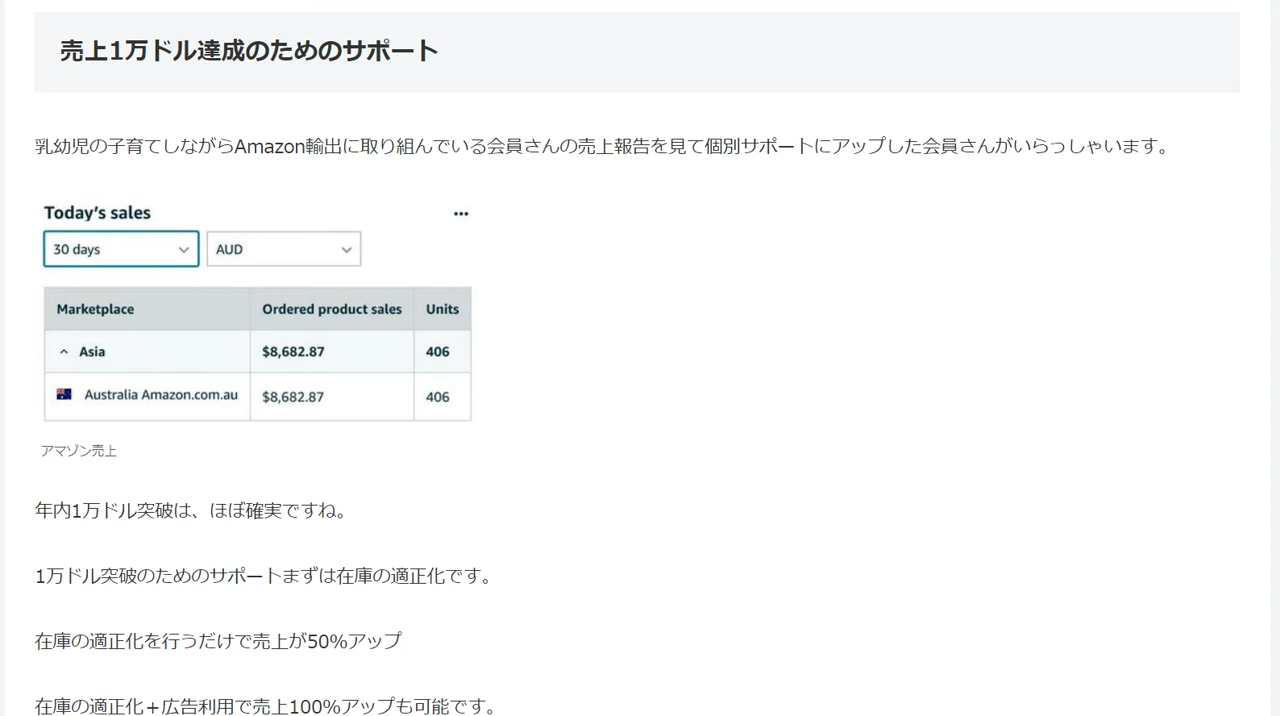 売上1万ドル達成のためのサポート
乳幼児の子育てしながらAmazon輸出に取り組んでいる会員さんの売上報告を見て個別サポートにアップした会員さんがいらっしゃいます。
Today's sales ...
30 days AUD
Marketplace Ordered product sales Units
Asia $8,682.87 406
Australia Amazon.com.au $8,682.87 406
アマゾン売上
年内1万ドル突破は、ほぼ確実ですね。
1万ドル突破のためのサポートまずは在庫の適正化です。
在庫の適正化を行うだけで売上が50%アップ
在庫の適正化+広告利用で売上100%アップも可能です。